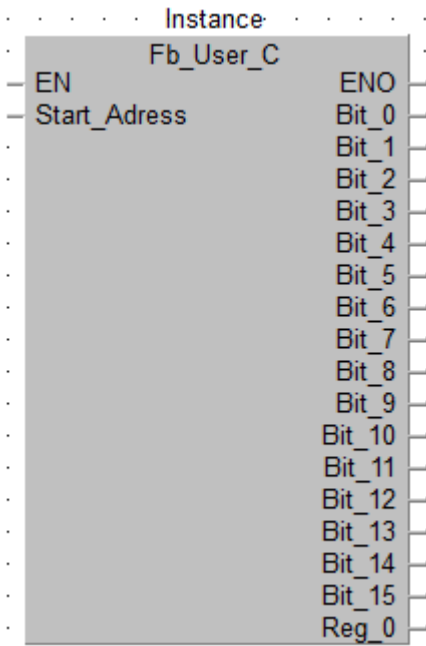 Instance
Fb_User_C
EN ENO
Start_Adress Bit_0
Bit_1
Bit_2
Bit_3
Bit_4
Bit_5
Bit_6
Bit_7
Bit_8
Bit_9
Bit_10
Bit_11
Bit_12
Bit_13
Bit_14
Bit_15
Reg_0